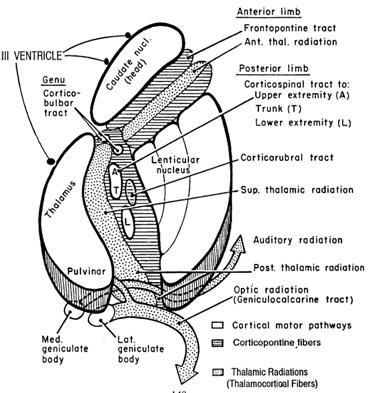 Anterior limb
Frontopontine tract
Ant. thal. radiation
III VENTRICLE
Caudate nucl.
(head)
Posterior limb
Corticospinal tract to:
Upper extremity (A)
Trunk (T)
Lower extremity (L)
Genu
Cortico-
bulbar
tract
Lenticular
nucleus
Corticorubral tract
A
T
L
Thalamus
Sup. thalamic radiation
Auditory radiation
Pulvinar
Post. thalamic radiation
Optic radiation
(Geniculocalcarine tract)
Med.
geniculate
body
Lat.
geniculate
body
Cortical motor pathways
Corticopontine fibers
Thalamic Radiations
(Thalamocortioal Fibers)